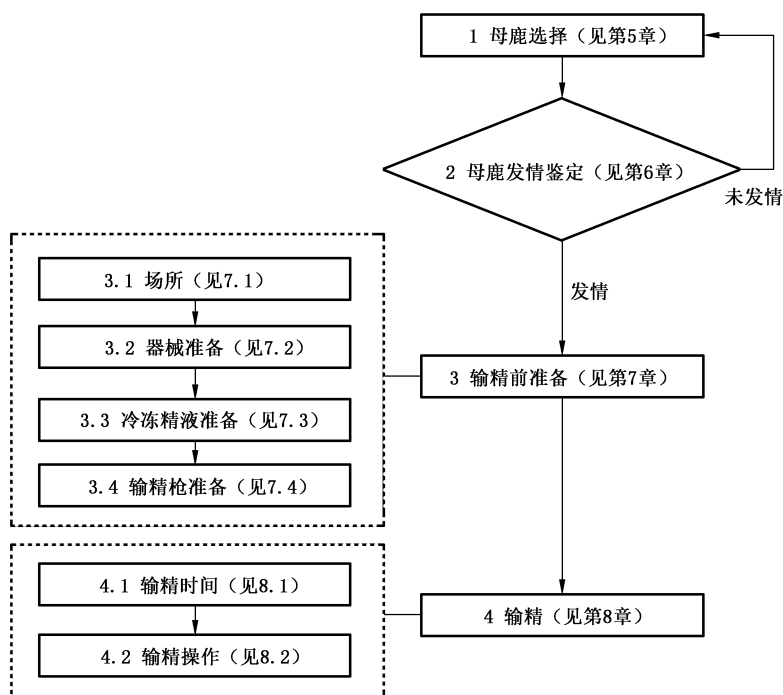 1 母鹿选择（见第5章）
2 母鹿发情鉴定（见第6章）
未发情
发情
3 输精前准备（见第7章）
3.1 场所（见7.1）
3.2 器械准备（见7.2）
3.3 冷冻精液准备（见7.3）
3.4 输精枪准备（见7.4）
4 输精（见第8章）
4.1 输精时间（见8.1）
4.2 输精操作（见8.2）